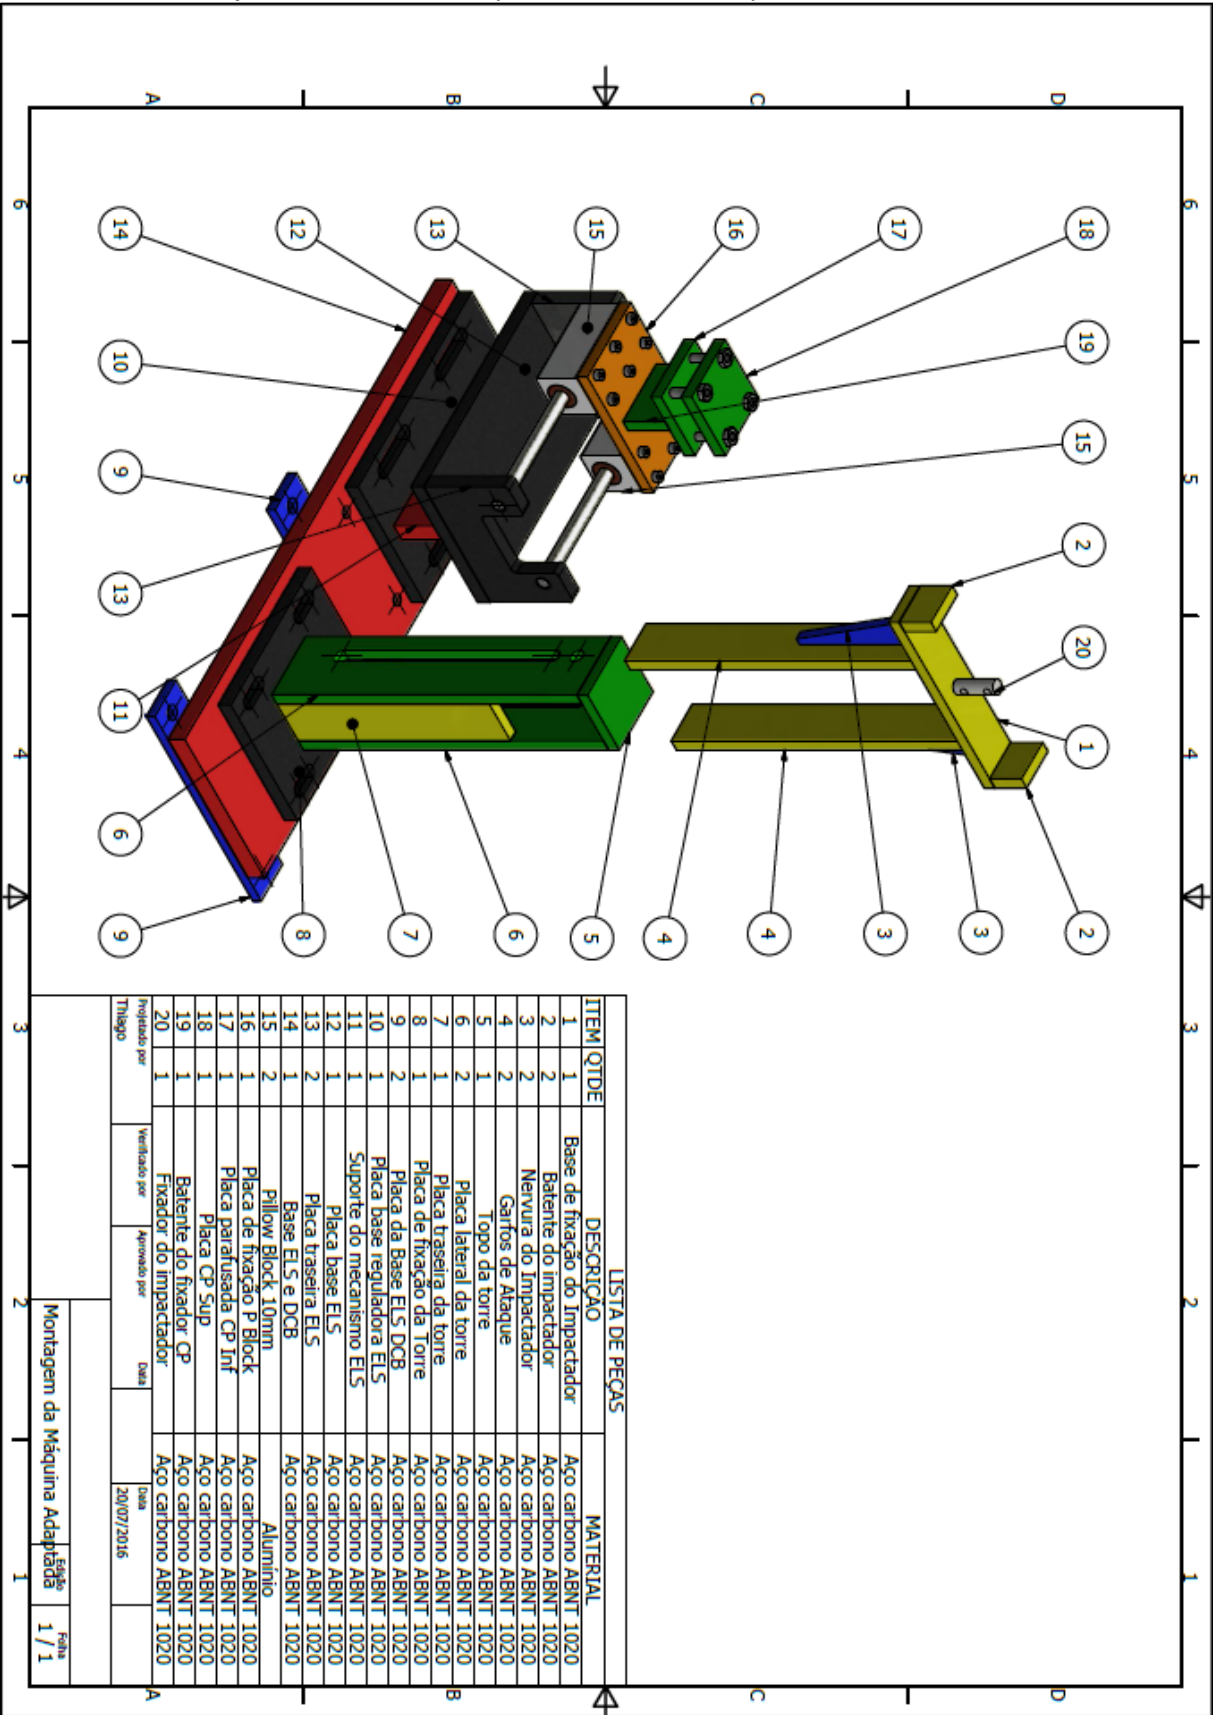 6 5 4 3 2 1
D
C
B
A
18
17
16
15
13
12
14
10
9
13
11
6
19
15
2
20
1
2
3
3
4
4
5
6
7
8
9
LISTA DE PEÇAS
ITEM QTDE DESCRIÇÃO MATERIAL
1 1 Base de fixação do Impactador Aço carbono ABNT 1020
2 2 Batente do impactador Aço carbono ABNT 1020
3 2 Nervura do Impactador Aço carbono ABNT 1020
4 2 Garfos de Ataque Aço carbono ABNT 1020
5 1 Topo da torre Aço carbono ABNT 1020
6 2 Placa lateral da torre Aço carbono ABNT 1020
7 1 Placa traseira da torre Aço carbono ABNT 1020
8 1 Placa de fixação da Torre Aço carbono ABNT 1020
9 2 Placa da Base ELS DCB Aço carbono ABNT 1020
10 1 Placa base reguladora ELS Aço carbono ABNT 1020
11 1 Suporte do mecanismo ELS Aço carbono ABNT 1020
12 1 Placa base ELS Aço carbono ABNT 1020
13 2 Placa traseira ELS Aço carbono ABNT 1020
14 1 Base ELS e DCB Aço carbono ABNT 1020
15 2 Pillow Block 10mm Alumínio
16 1 Placa de fixação P Block Aço carbono ABNT 1020
17 1 Placa parafusada CP Inf Aço carbono ABNT 1020
18 1 Placa CP Sup Aço carbono ABNT 1020
19 1 Batente do fixador CP Aço carbono ABNT 1020
20 1 Fixador do impactador Aço carbono ABNT 1020
Projetado por Verificado por Aprovado por Data Data
Thiago 20/07/2016
Montagem da Máquina Adaptada
Edição Folha
1 / 1
D
C
B
A
6 5 4 3 2 1